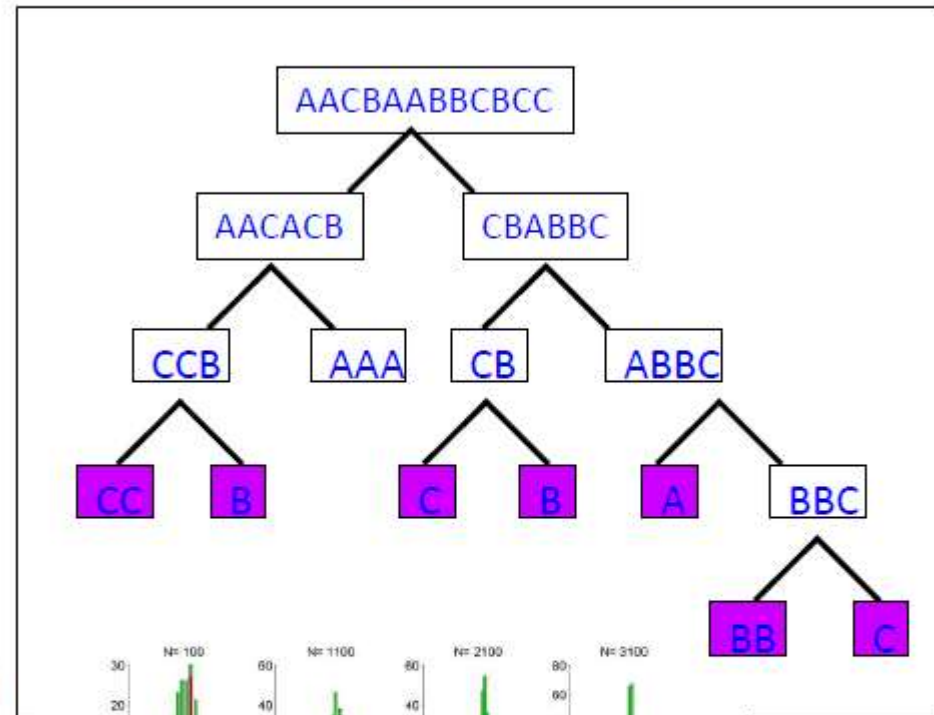 AACBAABBCBCC
AACACB CBABBC
CCB AAA CB ABBC
CC B C B A BBC
BB C
N= 100 N= 1100 N= 2100 N= 3100
30 60 60 80
20 40 40 60